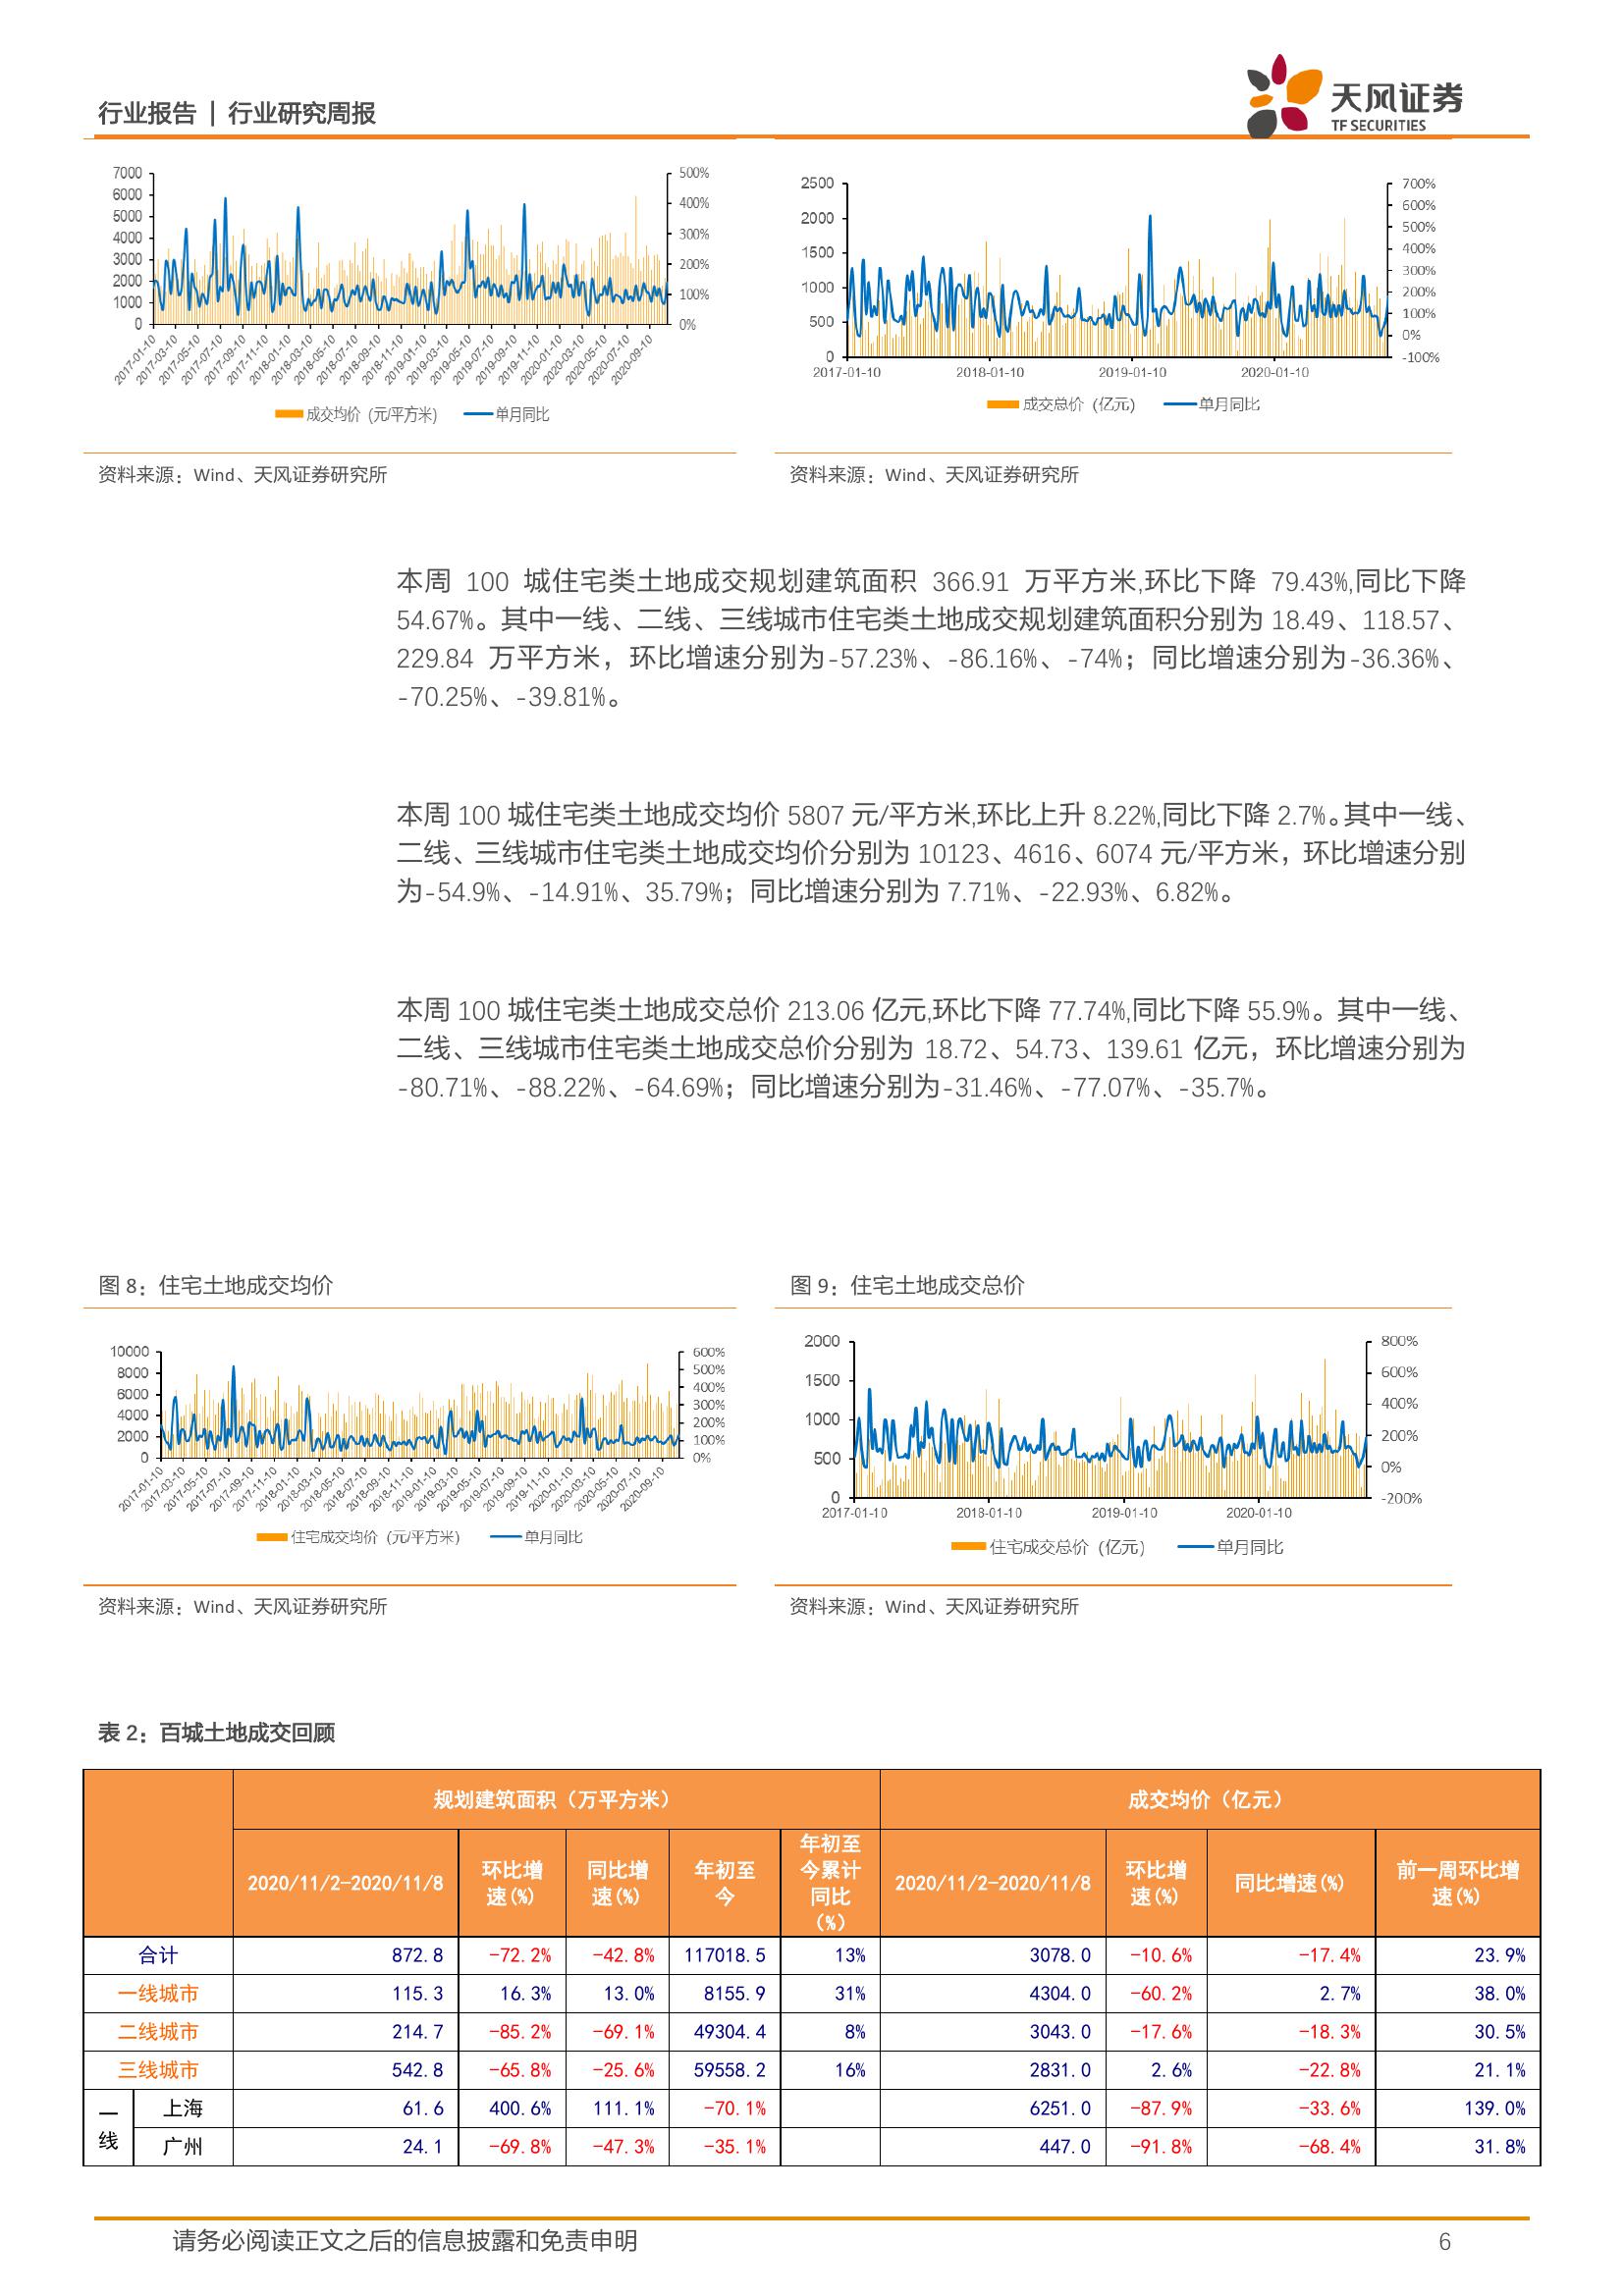 行业报告 | 行业研究周报
天风证券
TF SECURITIES
7000
6000
5000
4000
3000
2000
1000
0
500%
400%
300%
200%
100%
0%
2017-01-10
2017-03-10
2017-05-10
2017-07-10
2017-09-10
2017-11-10
2018-01-10
2018-03-10
2018-05-10
2018-07-10
2018-09-10
2018-11-10
2019-01-10
2019-03-10
2019-05-10
2019-07-10
2019-09-10
2019-11-10
2020-01-10
2020-03-10
2020-05-10
2020-07-10
2020-09-10
成交均价（元/平方米） 单月同比
2500
2000
1500
1000
500
0
700%
600%
500%
400%
300%
200%
100%
0%
-100%
2017-01-10 2018-01-10 2019-01-10 2020-01-10
成交总价（亿元） 单月同比
资料来源：Wind、天风证券研究所
资料来源：Wind、天风证券研究所
本周 100 城住宅类土地成交规划建筑面积 366.91 万平方米,环比下降 79.43%,同比下降
54.67%。其中一线、二线、三线城市住宅类土地成交规划建筑面积分别为 18.49、118.57、
229.84 万平方米，环比增速分别为-57.23%、-86.16%、-74%；同比增速分别为-36.36%、
-70.25%、-39.81%。
本周 100 城住宅类土地成交均价 5807 元/平方米,环比上升 8.22%,同比下降 2.7%。其中一线、
二线、三线城市住宅类土地成交均价分别为 10123、4616、6074 元/平方米，环比增速分别
为-54.9%、-14.91%、35.79%；同比增速分别为 7.71%、-22.93%、6.82%。
本周 100 城住宅类土地成交总价 213.06 亿元,环比下降 77.74%,同比下降 55.9%。其中一线、
二线、三线城市住宅类土地成交总价分别为 18.72、54.73、139.61 亿元，环比增速分别为
-80.71%、-88.22%、-64.69%；同比增速分别为-31.46%、-77.07%、-35.7%。
图 8：住宅土地成交均价
图 9：住宅土地成交总价
10000
8000
6000
4000
2000
0
600%
500%
400%
300%
200%
100%
0%
2017-01-10
2017-03-10
2017-05-10
2017-07-10
2017-09-10
2017-11-10
2018-01-10
2018-03-10
2018-05-10
2018-07-10
2018-09-10
2018-11-10
2019-01-10
2019-03-10
2019-05-10
2019-07-10
2019-09-10
2019-11-10
2020-01-10
2020-03-10
2020-05-10
2020-07-10
2020-09-10
住宅成交均价（元/平方米） 单月同比
2000
1500
1000
500
0
800%
600%
400%
200%
0%
-200%
2017-01-10 2018-01-10 2019-01-10 2020-01-10
住宅成交总价（亿元） 单月同比
资料来源：Wind、天风证券研究所
资料来源：Wind、天风证券研究所
表 2：百城土地成交回顾
规划建筑面积（万平方米） 成交均价（亿元）
2020/11/2-2020/11/8 环比增速(%) 同比增速(%) 年初至今 年初至今累计同比（%） 2020/11/2-2020/11/8 环比增速(%) 同比增速(%) 前一周环比增速(%)
合计 872.8 -72.2% -42.8% 117018.5 13% 3078.0 -10.6% -17.4% 23.9%
一线城市 115.3 16.3% 13.0% 8155.9 31% 4304.0 -60.2% 2.7% 38.0%
二线城市 214.7 -85.2% -69.1% 49304.4 8% 3043.0 -17.6% -18.3% 30.5%
三线城市 542.8 -65.8% -25.6% 59558.2 16% 2831.0 2.6% -22.8% 21.1%
一线 上海 61.6 400.6% 111.1% -70.1% 6251.0 -87.9% -33.6% 139.0%
广州 24.1 -69.8% -47.3% -35.1% 447.0 -91.8% -68.4% 31.8%
请务必阅读正文之后的信息披露和免责申明 6